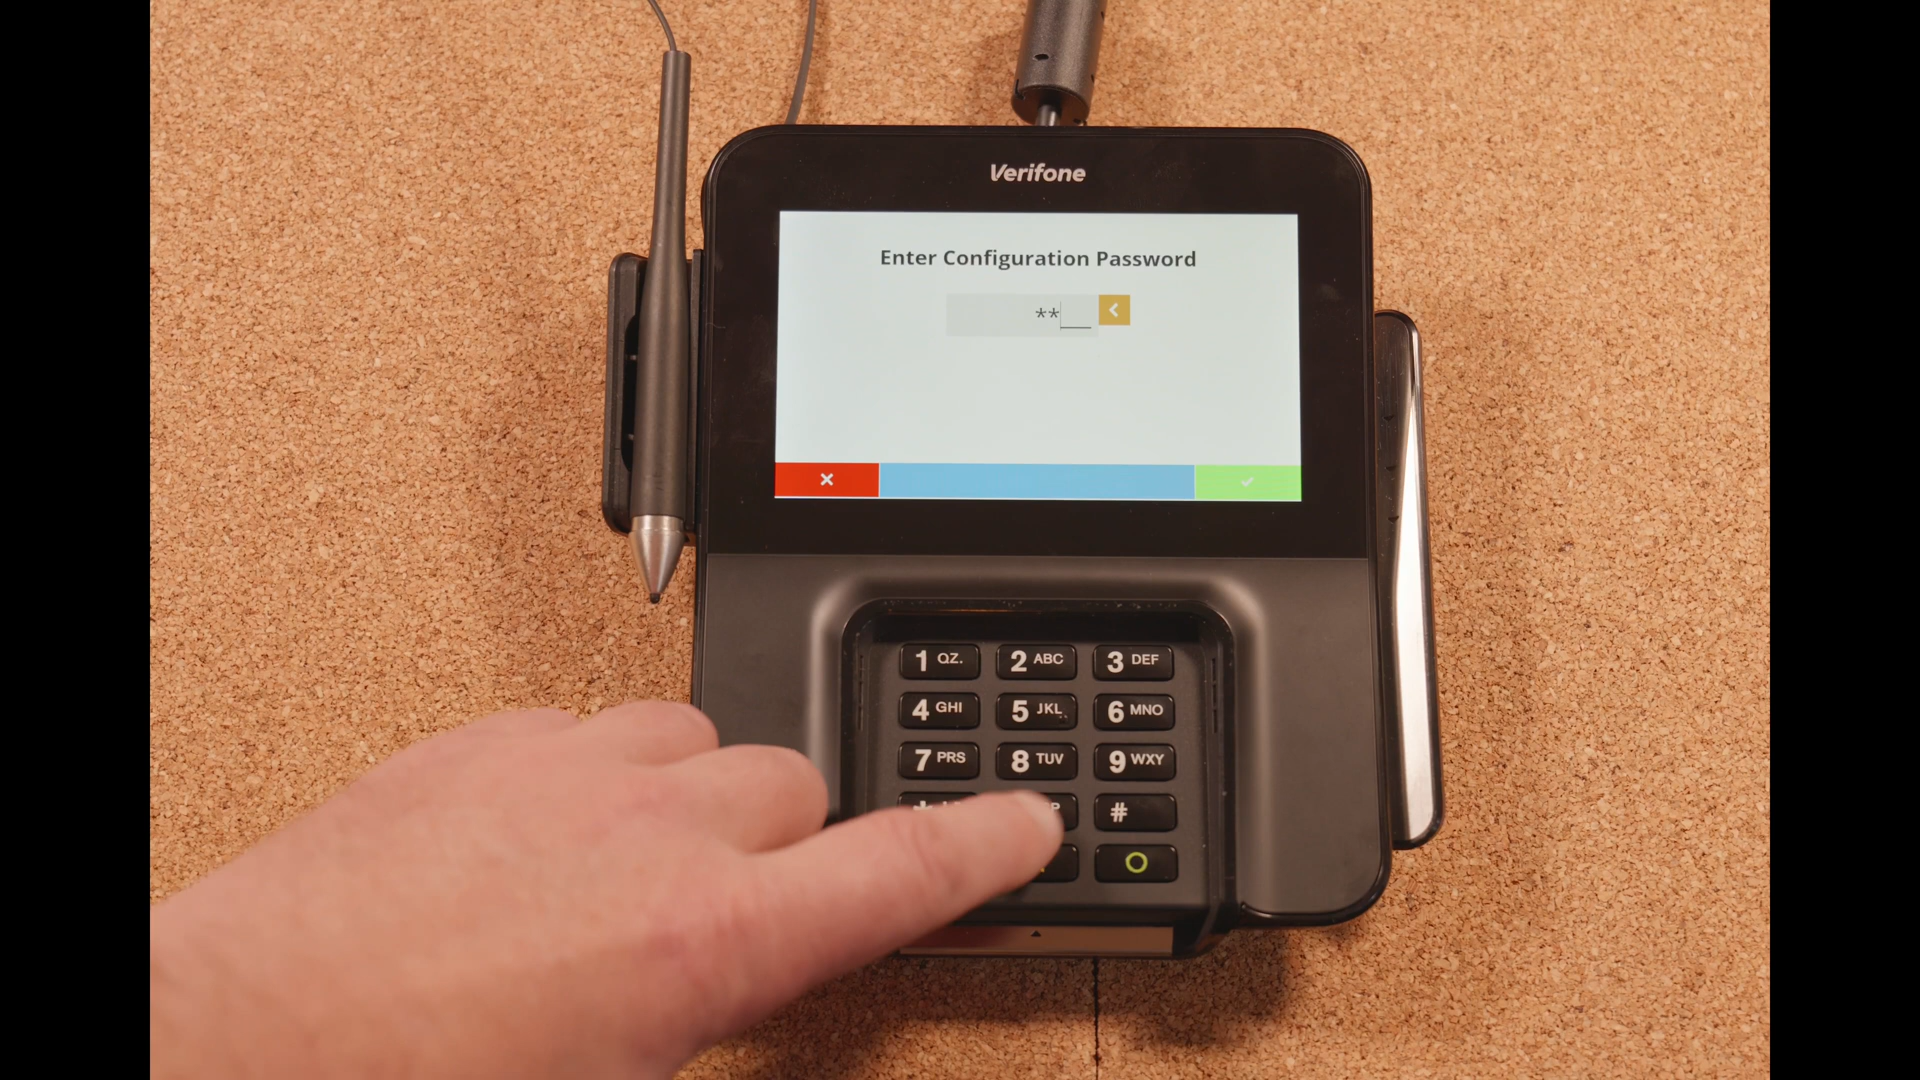 Verifone
Enter Configuration Password
**
1 QZ. 2 ABC 3 DEF
4 GHI 5 JKL 6 MNO
7 PRS 8 TUV 9 WXY
#